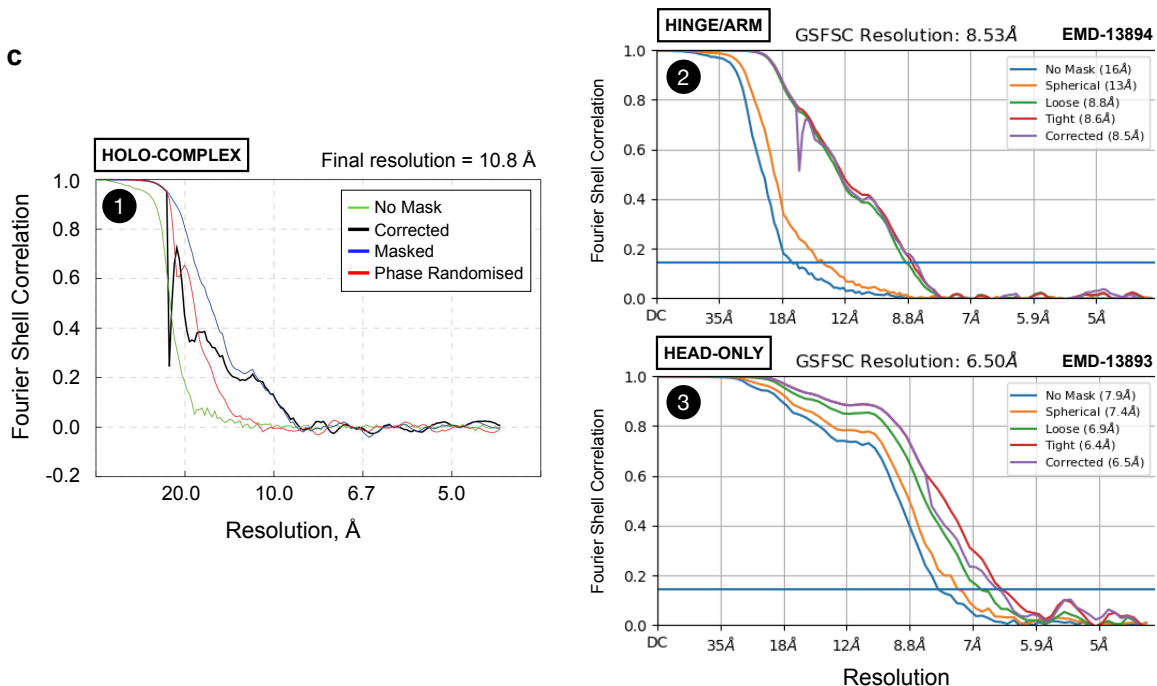 c
HOLO-COMPLEX
Final resolution = 10.8 Å
1
No Mask
Corrected
Masked
Phase Randomised
1.0
0.8
0.6
0.4
0.2
0.0
-0.2
20.0 10.0 6.7 5.0
Fourier Shell Correlation
Resolution, Å
HINGE/ARM
GSFSC Resolution: 8.53Å
EMD-13894
2
No Mask (16Å)
Spherical (13Å)
Loose (8.8Å)
Tight (8.6Å)
Corrected (8.5Å)
1.0
0.8
0.6
0.4
0.2
0.0
DC 35Å 18Å 12Å 8.8Å 7Å 5.9Å 5Å
Fourier Shell Correlation
HEAD-ONLY
GSFSC Resolution: 6.50Å
EMD-13893
3
No Mask (7.9Å)
Spherical (7.4Å)
Loose (6.9Å)
Tight (6.4Å)
Corrected (6.5Å)
1.0
0.8
0.6
0.4
0.2
0.0
DC 35Å 18Å 12Å 8.8Å 7Å 5.9Å 5Å
Fourier Shell Correlation
Resolution